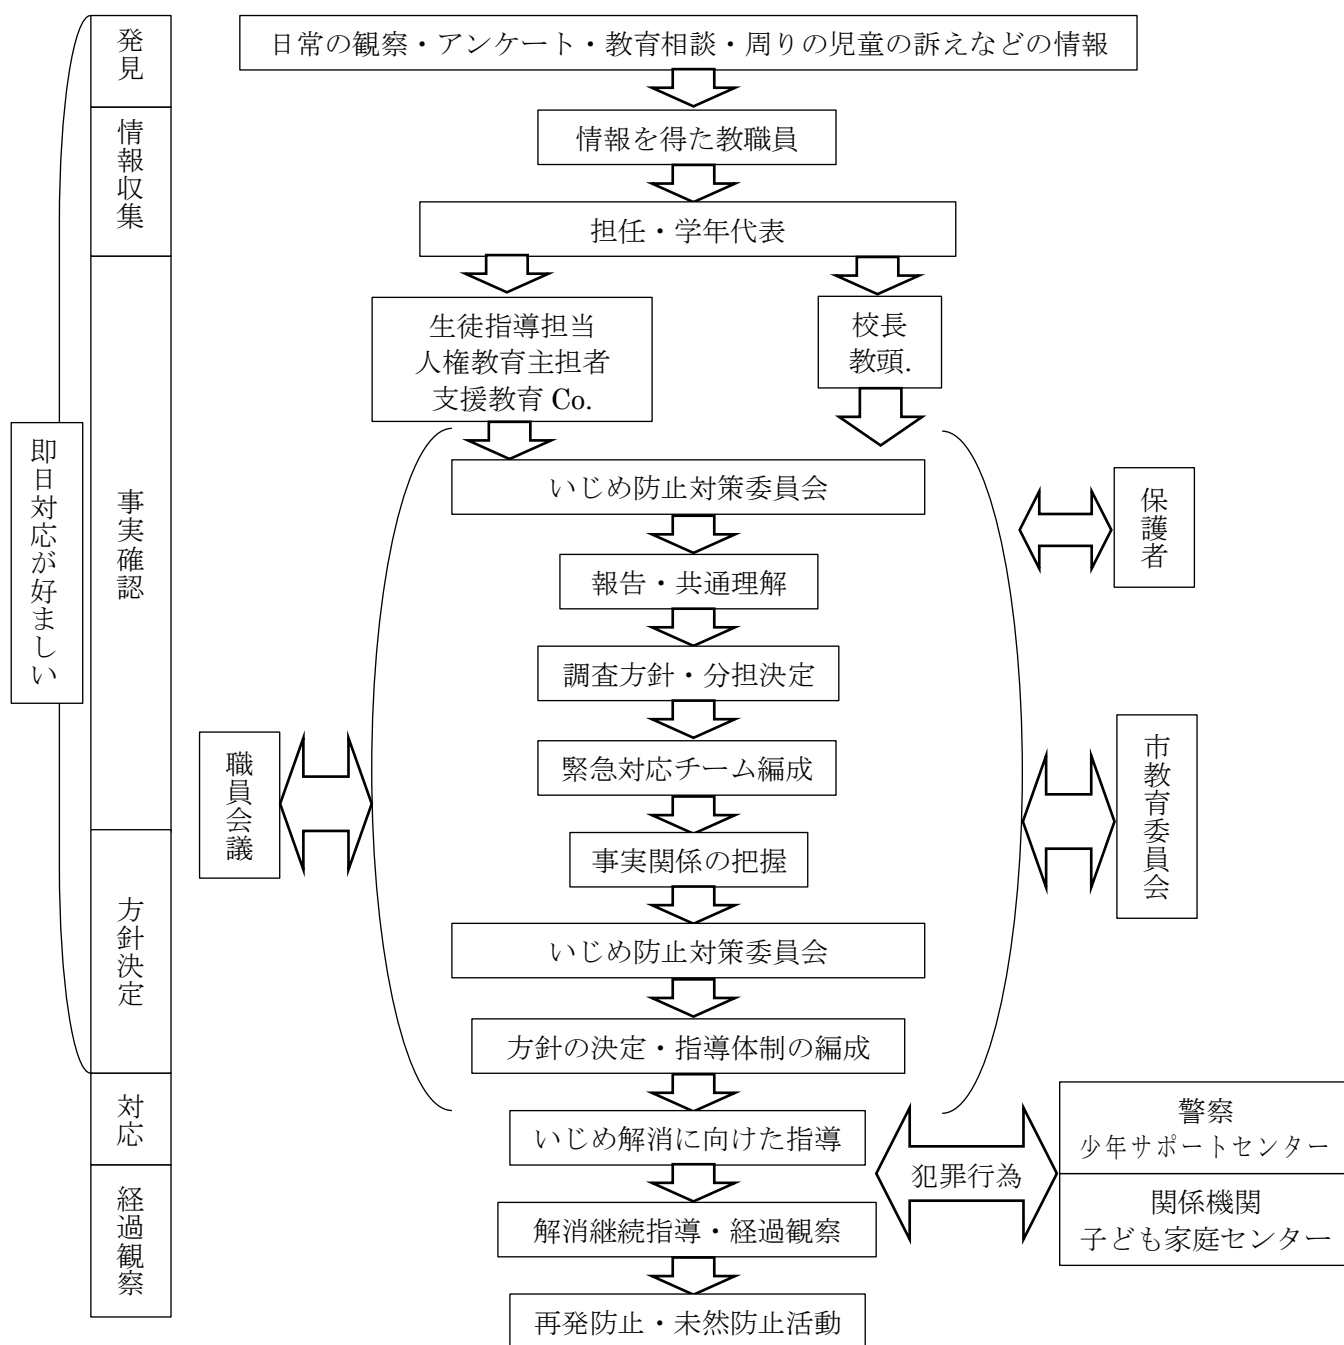 発見
情報収集
事実確認
方針決定
対応
経過観察
即日対応が好ましい
日常の観察・アンケート・教育相談・周りの児童の訴えなどの情報
情報を得た教職員
担任・学年代表
生徒指導担当
人権教育主担者
支援教育 Co.
校長
教頭.
いじめ防止対策委員会
報告・共通理解
調査方針・分担決定
緊急対応チーム編成
事実関係の把握
いじめ防止対策委員会
方針の決定・指導体制の編成
いじめ解消に向けた指導
解消継続指導・経過観察
再発防止・未然防止活動
職員会議
保護者
市教育委員会
犯罪行為
警察
少年サポートセンター
関係機関
子ども家庭センター